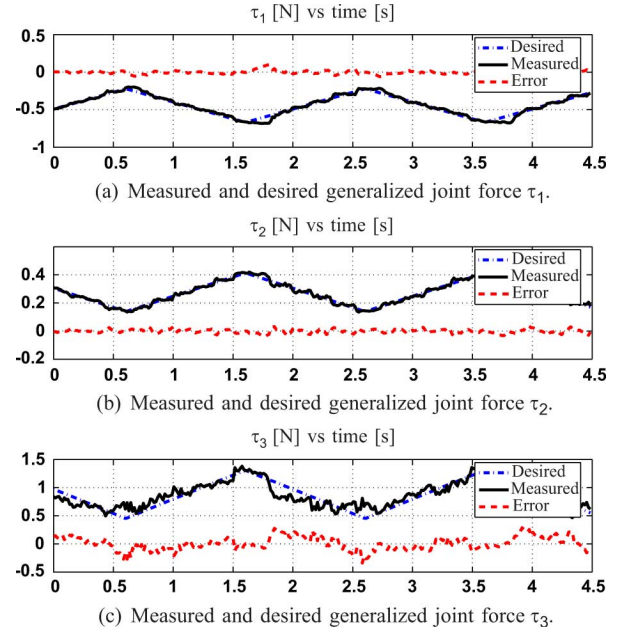 τ1 [N] vs time [s]
0.5
0
-0.5
-1
Desired
Measured
Error
0 0.5 1 1.5 2 2.5 3 3.5 4 4.5
(a) Measured and desired generalized joint force τ1.
τ2 [N] vs time [s]
0.4
0.2
0
-0.2
Desired
Measured
Error
0 0.5 1 1.5 2 2.5 3 3.5 4 4.5
(b) Measured and desired generalized joint force τ2.
τ3 [N] vs time [s]
1.5
1
0.5
0
-0.5
Desired
Measured
Error
0 0.5 1 1.5 2 2.5 3 3.5 4 4.5
(c) Measured and desired generalized joint force τ3.